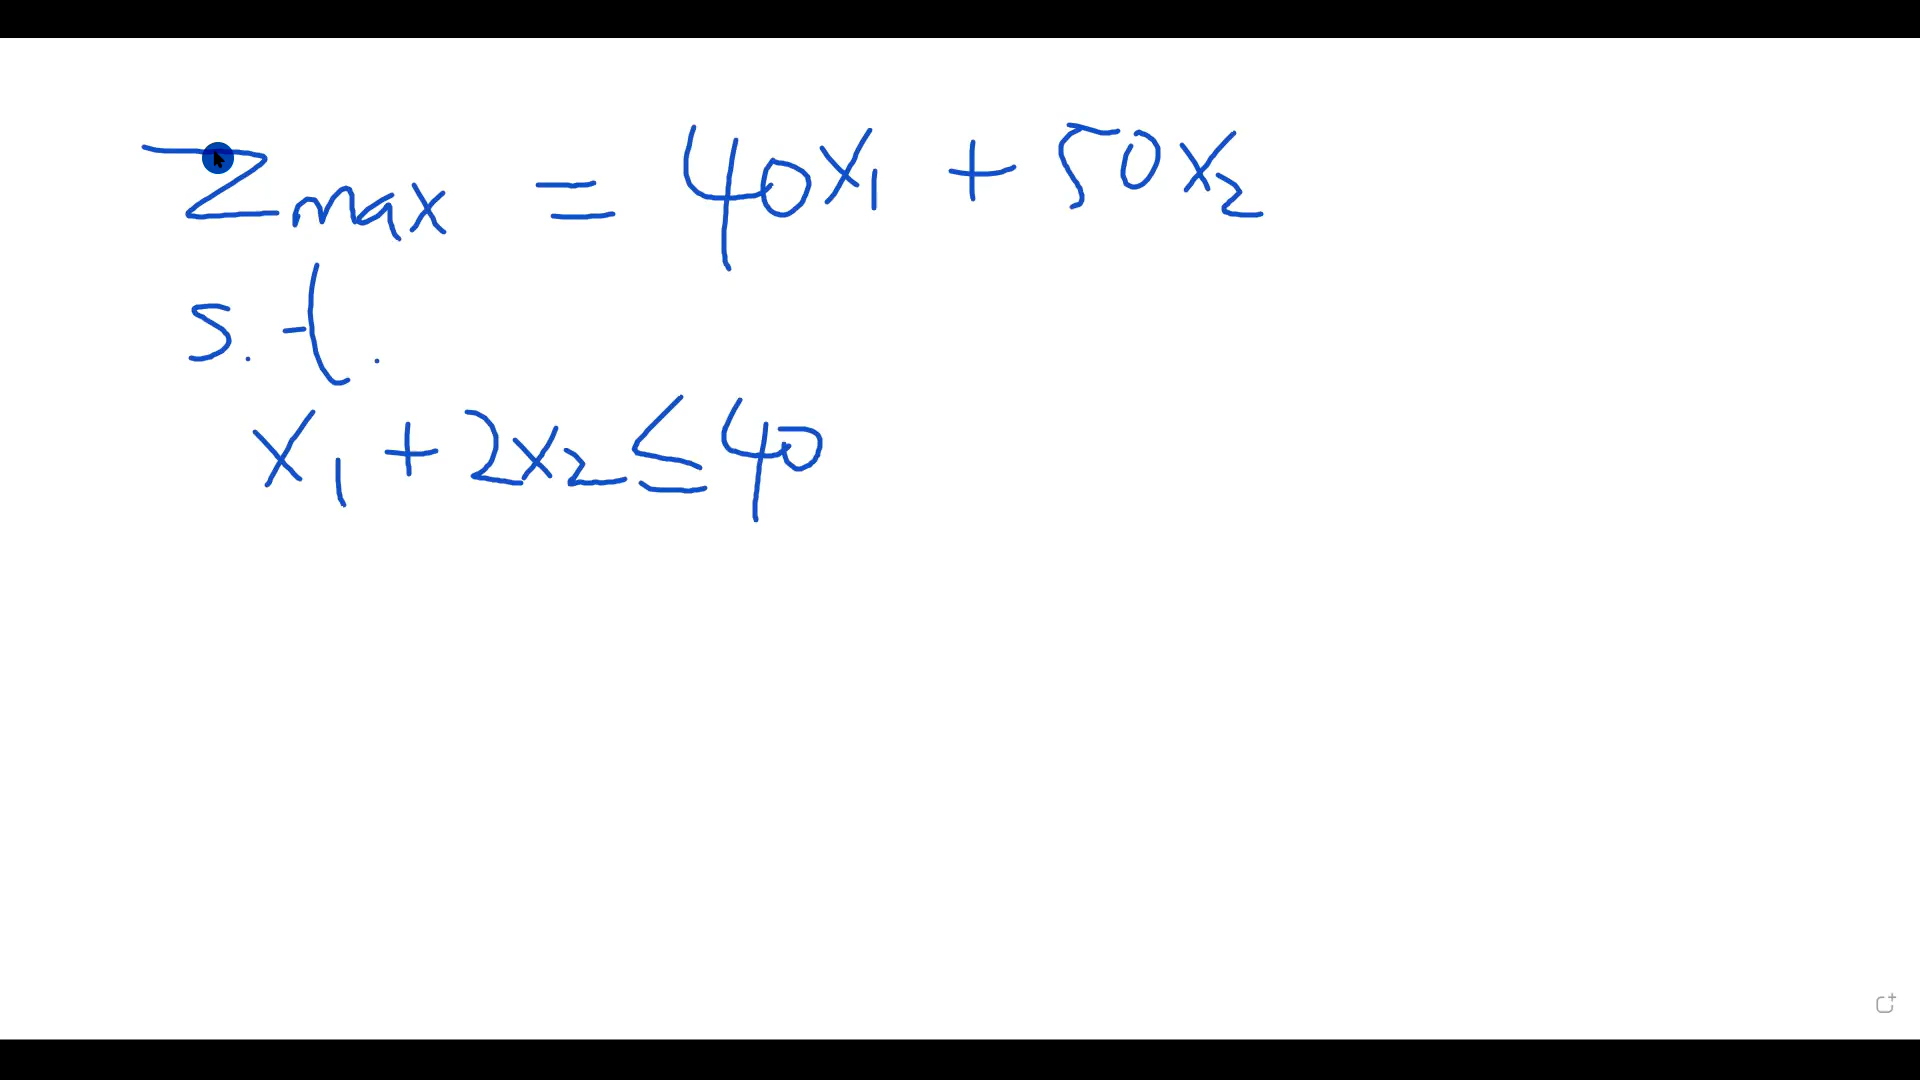 Zmax = 40x₁ + 50x₂
s.t.
x₁ + 2x₂ ≤ 40